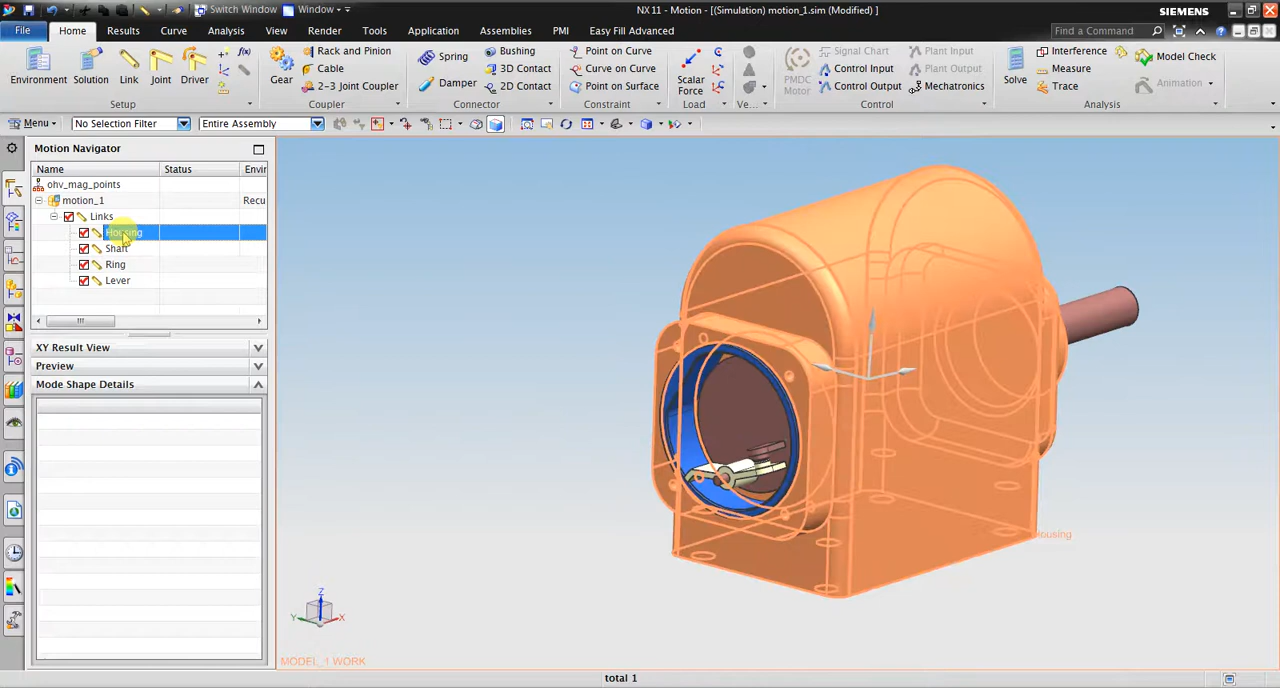 Switch Window Window
NX 11 - Motion - [(Simulation) motion_1.sim (Modified) ]
SIEMENS
File Home Results Curve Analysis View Render Tools Application Assemblies PMI Easy Fill Advanced
Find a Command
Environment Solution Link Joint Driver
f(x)
Setup
Gear
Rack and Pinion
Cable
2-3 Joint Coupler
Coupler
Spring
Damper
Bushing
3D Contact
2D Contact
Connector
Point on Curve
Curve on Curve
Point on Surface
Constraint
Scalar Force
Load
Ve...
PMDC Motor
Signal Chart
Control Input
Control Output
Plant Input
Plant Output
Mechatronics
Control
Solve
Interference
Measure
Trace
Model Check
Animation
Analysis
Menu
No Selection Filter
Entire Assembly
Motion Navigator
Name Status Envir
ohv_mag_points
motion_1 Recu
Links
Housing
Shaft
Ring
Lever
XY Result View
Preview
Mode Shape Details
Housing
Z
Y X
MODEL_1 WORK
total 1